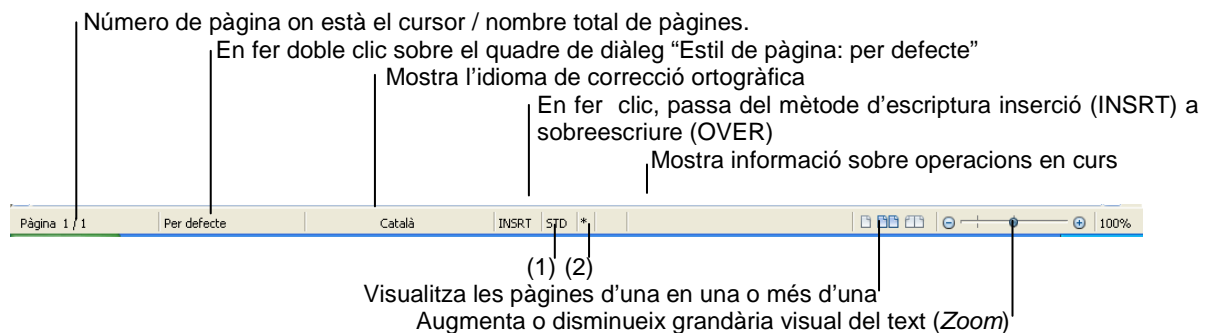 Número de pàgina on està el cursor / nombre total de pàgines.
En fer doble clic sobre el quadre de diàleg “Estil de pàgina: per defecte”
Mostra l’idioma de correcció ortogràfica
En fer clic, passa del mètode d’escriptura inserció (INSRT) a
sobreescriure (OVER)
Mostra informació sobre operacions en curs
Pàgina 1 / 1 Per defecte Català INSRT STD * 100%
(1) (2)
Visualitza les pàgines d’una en una o més d’una
Augmenta o disminueix grandària visual del text (Zoom)